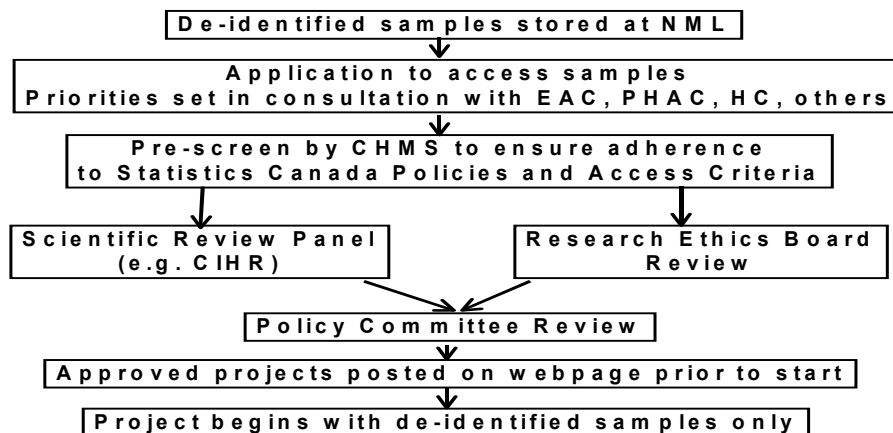 De-identified samples stored at NML
Application to access samples
Priorities set in consultation with EAC, PHAC, HC, others
Pre-screen by CHMS to ensure adherence
to Statistics Canada Policies and Access Criteria
Scientific Review Panel
(e.g. CIHR)
Research Ethics Board
Review
Policy Committee Review
Approved projects posted on webpage prior to start
Project begins with de-identified samples only